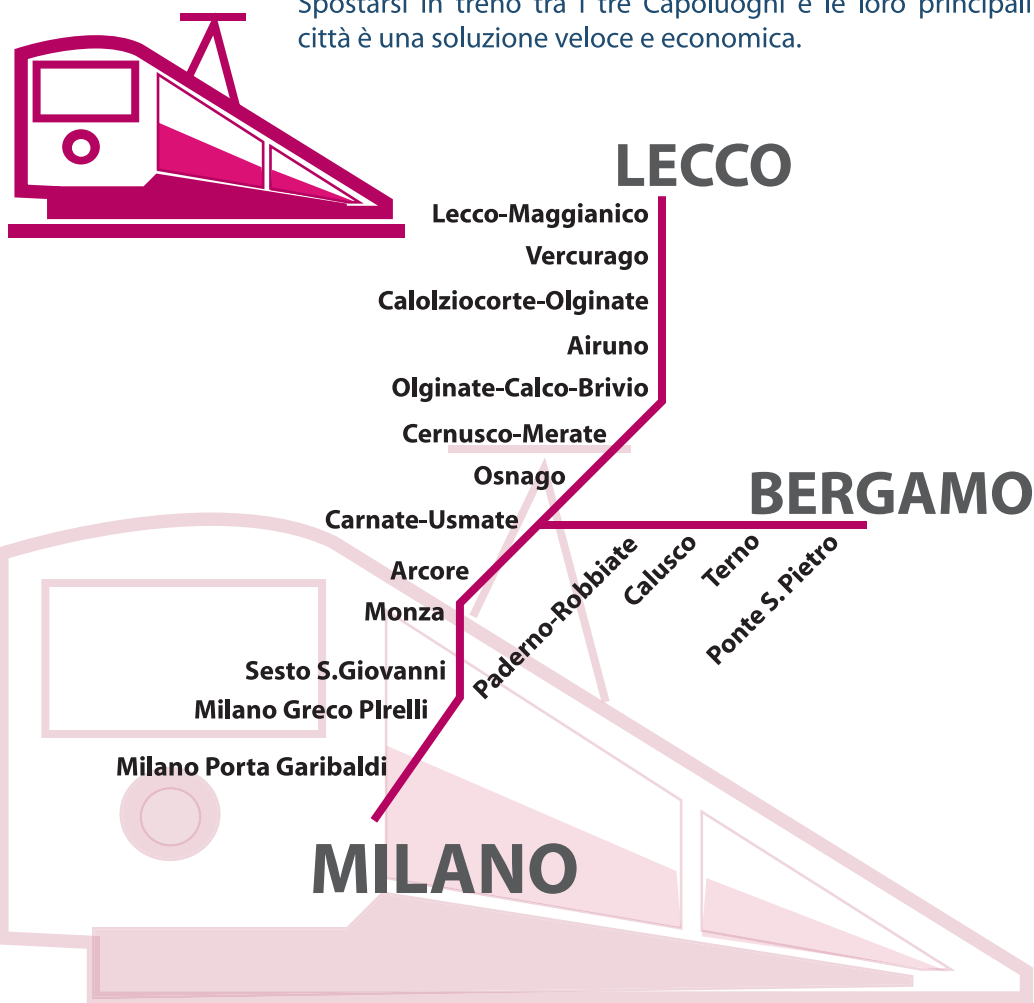 Spostarsi in treno tra i tre Capoluoghi e le loro principali
città è una soluzione veloce e economica.
LECCO
Lecco-Maggianico
Vercurago
Calolziocorte-Olginate
Airuno
Olginate-Calco-Brivio
Cernusco-Merate
Osnago
BERGAMO
Carnate-Usmate
Paderno-Robbiate
Calusco
Terno
Ponte S. Pietro
Arcore
Monza
Sesto S.Giovanni
Milano Greco PIrelli
Milano Porta Garibaldi
MILANO